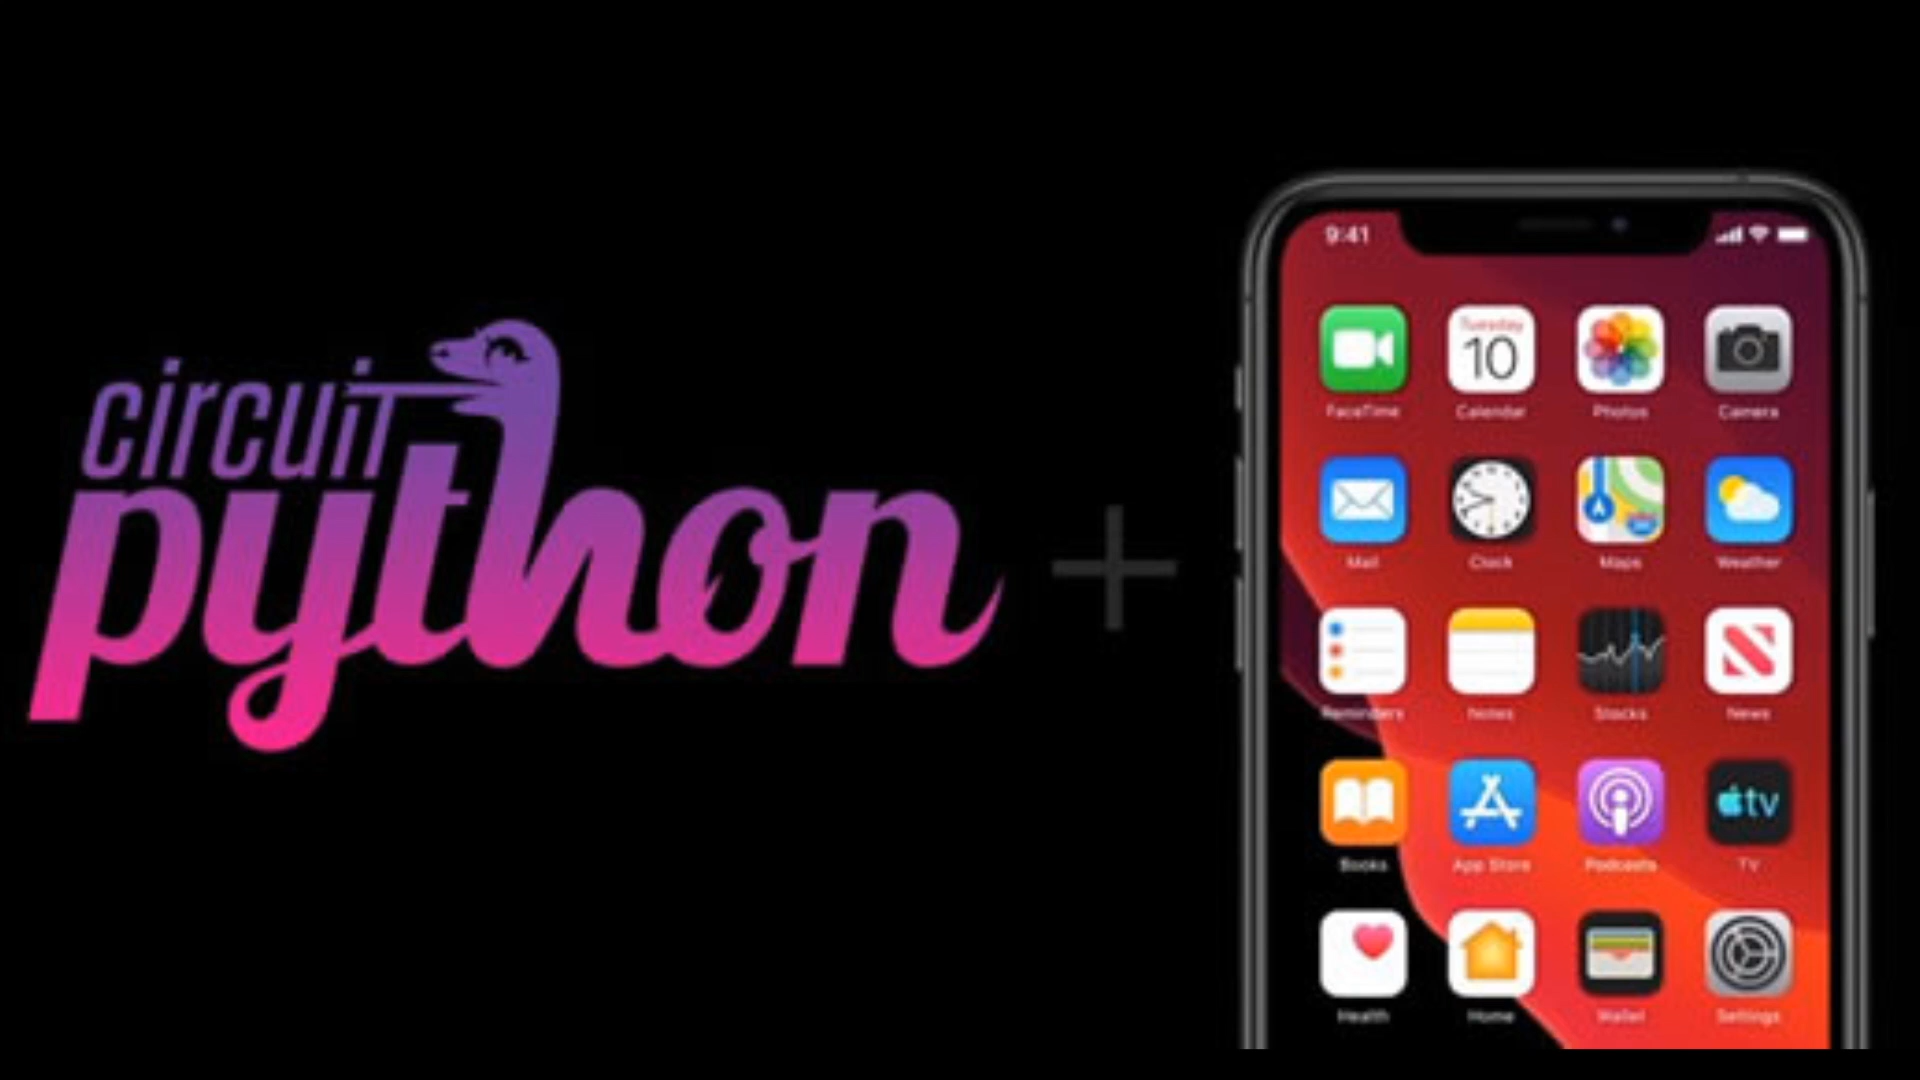 circuit
python
+
9:41
Tuesday
10
FaceTime Calendar Photos Camera
Mail Clock Maps Weather
Reminders Notes Stocks News
tv
Books App Store Podcasts TV
Health Home Wallet Settings